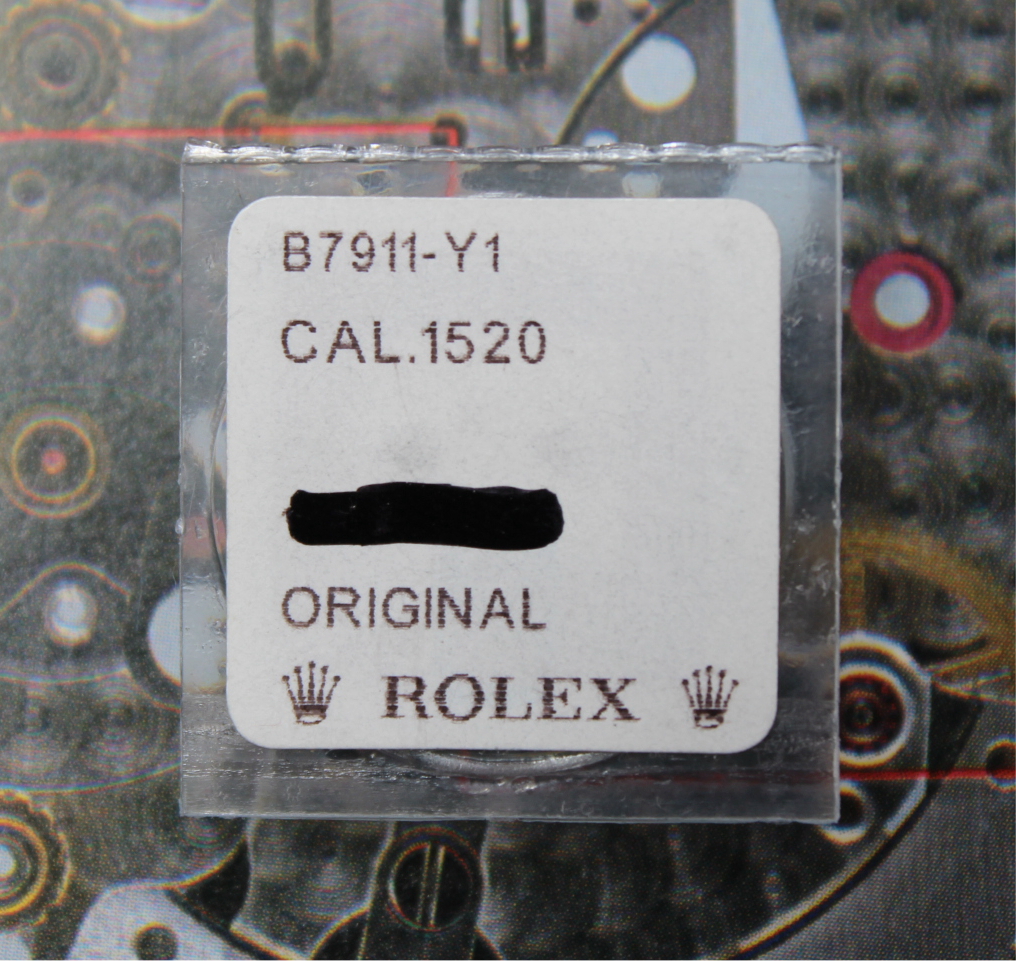 B7911-Y1
CAL.1520
ORIGINAL
ROLEX